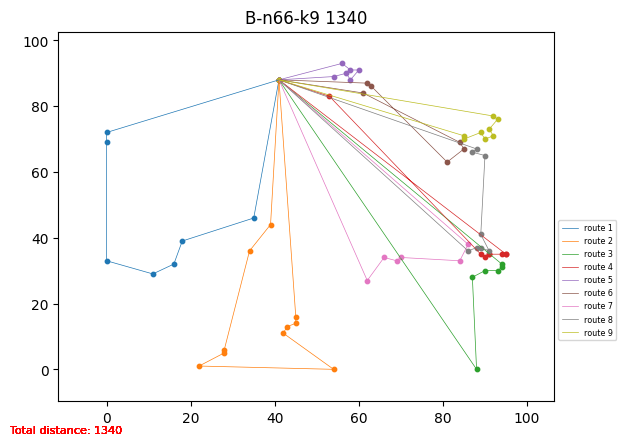 B-n66-k9 1340
100
80
60
40
20
0
0 20 40 60 80 100
route 1
route 2
route 3
route 4
route 5
route 6
route 7
route 8
route 9
Total distance: 1340